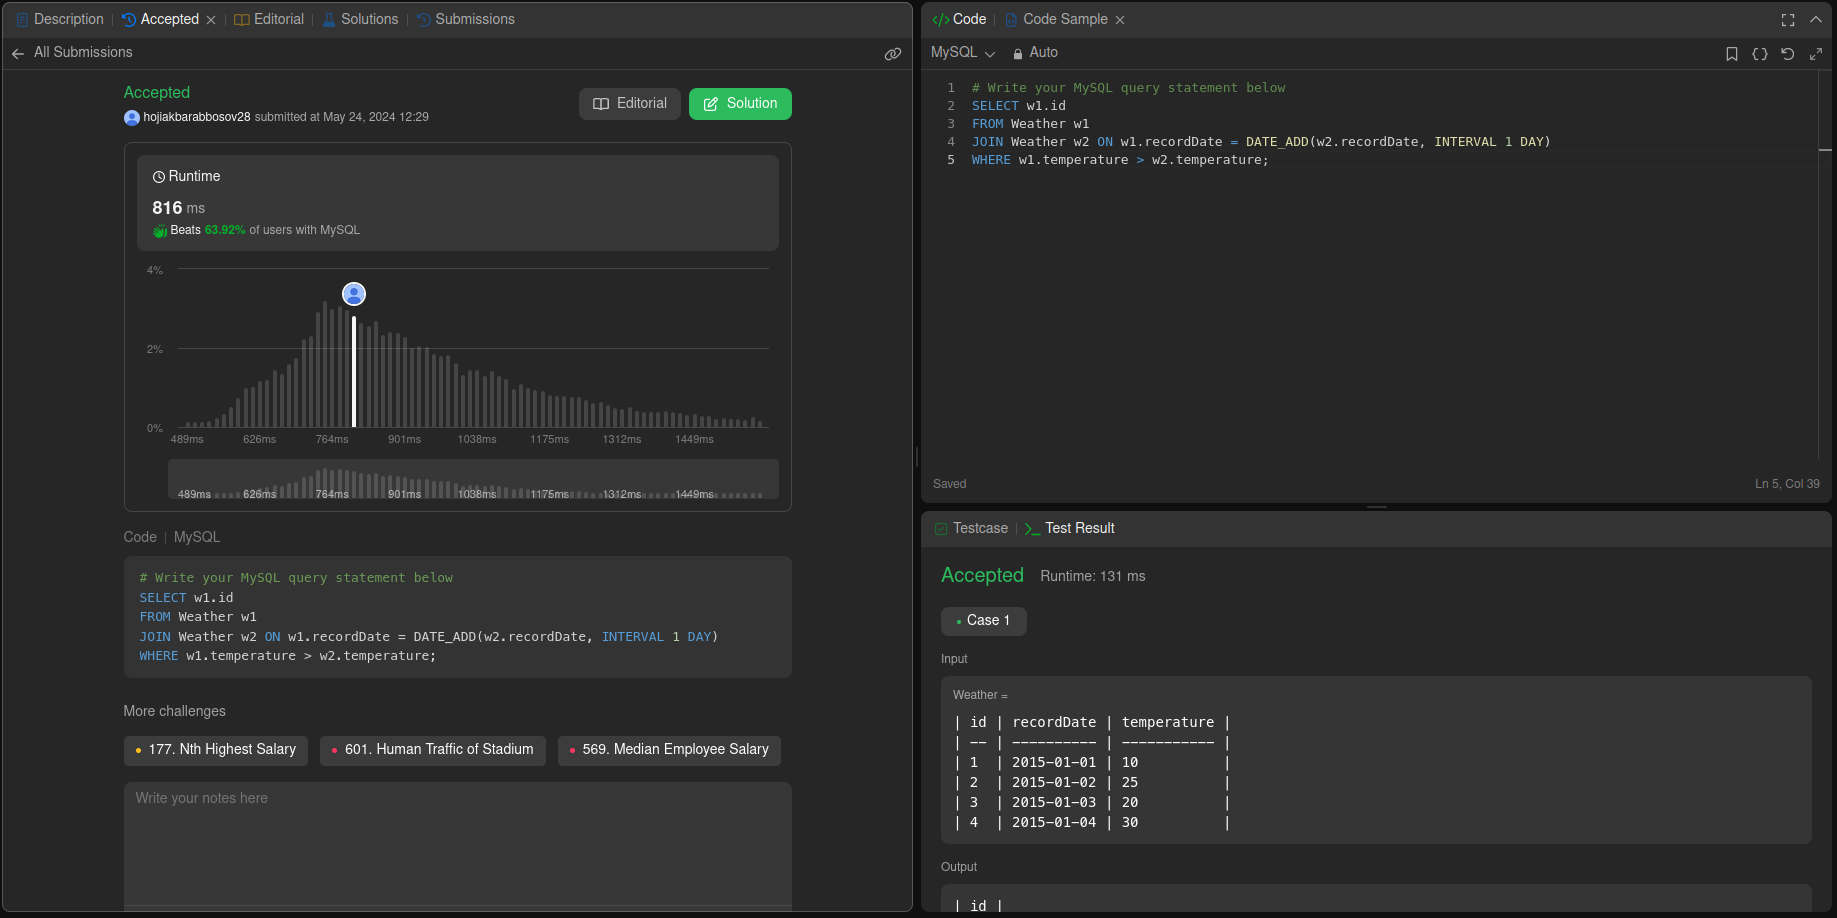 Description
Accepted
Editorial
Solutions
Submissions
All Submissions
Accepted
hojiakbarabbosov28 submitted at May 24, 2024 12:29
Editorial
Solution
Runtime
816 ms
Beats 63.92% of users with MySQL
4%
2%
0%
489ms 626ms 764ms 901ms 1038ms 1175ms 1312ms 1449ms
489ms 626ms 764ms 901ms 1038ms 1175ms 1312ms 1449ms
Code | MySQL
# Write your MySQL query statement below
SELECT w1.id
FROM Weather w1
JOIN Weather w2 ON w1.recordDate = DATE_ADD(w2.recordDate, INTERVAL 1 DAY)
WHERE w1.temperature > w2.temperature;
More challenges
177. Nth Highest Salary
601. Human Traffic of Stadium
569. Median Employee Salary
Write your notes here
</> Code
Code Sample
MySQL
Auto
1 # Write your MySQL query statement below
2 SELECT w1.id
3 FROM Weather w1
4 JOIN Weather w2 ON w1.recordDate = DATE_ADD(w2.recordDate, INTERVAL 1 DAY)
5 WHERE w1.temperature > w2.temperature;
Saved
Ln 5, Col 39
Testcase
Test Result
Accepted Runtime: 131 ms
Case 1
Input
Weather =
| id | recordDate | temperature |
| -- | ---------- | ----------- |
| 1 | 2015-01-01 | 10 |
| 2 | 2015-01-02 | 25 |
| 3 | 2015-01-03 | 20 |
| 4 | 2015-01-04 | 30 |
Output
| id |